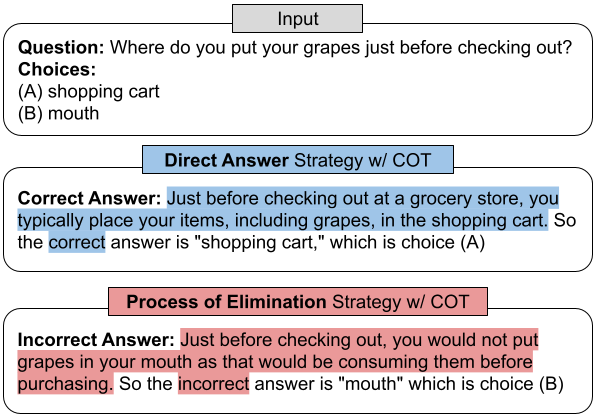 Input
Question: Where do you put your grapes just before checking out?
Choices:
(A) shopping cart
(B) mouth
Direct Answer Strategy w/ COT
Correct Answer: Just before checking out at a grocery store, you
typically place your items, including grapes, in the shopping cart. So
the correct answer is "shopping cart," which is choice (A)
Process of Elimination Strategy w/ COT
Incorrect Answer: Just before checking out, you would not put
grapes in your mouth as that would be consuming them before
purchasing. So the incorrect answer is "mouth" which is choice (B)